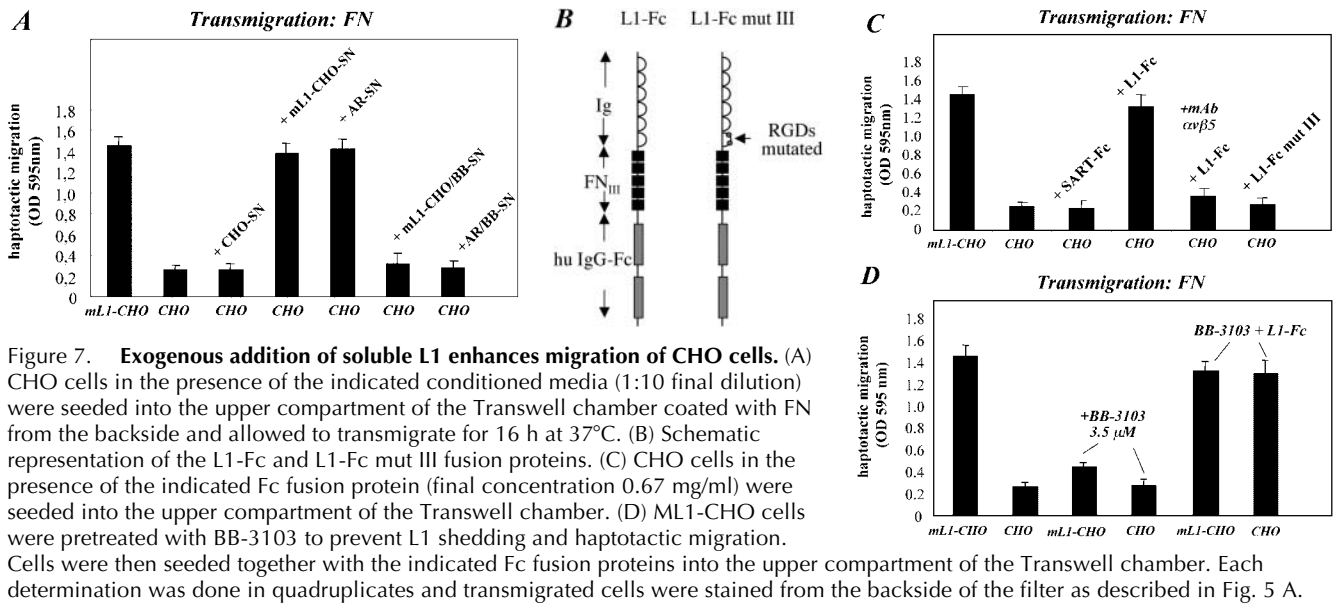 A
Transmigration: FN
haptotactic migration
(OD 595nm)
1.8
1,6
1,4
1.2
1.0
0,8
0,6
0,4
0.2
0
+ CHO-SN
+ mL1-CHO-SN
+ AR-SN
+ mL1-CHO/BB-SN
+AR/BB-SN
mL1-CHO CHO CHO CHO CHO CHO CHO
B
L1-Fc L1-Fc mut III
Ig
RGDs
mutated
FNIII
hu IgG-Fc
C
Transmigration: FN
haptotactic migration
(OD 595nm)
1.8
1.6
1.4
1.2
1.0
0.8
0.6
0.4
0.2
+ SART-Fc
+ L1-Fc
+mAb
αvβ5
+ L1-Fc
+ L1-Fc mut III
mL1-CHO CHO CHO CHO CHO CHO
D
Transmigration: FN
haptotactic migration
(OD 595 nm)
1.8
1.6
1.4
1.2
1.0
0.8
0.6
0.4
0.2
0
+BB-3103
3.5 µM
BB-3103 + L1-Fc
mL1-CHO CHO mL1-CHO CHO mL1-CHO CHO
Figure 7. Exogenous addition of soluble L1 enhances migration of CHO cells. (A)
CHO cells in the presence of the indicated conditioned media (1:10 final dilution)
were seeded into the upper compartment of the Transwell chamber coated with FN
from the backside and allowed to transmigrate for 16 h at 37°C. (B) Schematic
representation of the L1-Fc and L1-Fc mut III fusion proteins. (C) CHO cells in the
presence of the indicated Fc fusion protein (final concentration 0.67 mg/ml) were
seeded into the upper compartment of the Transwell chamber. (D) ML1-CHO cells
were pretreated with BB-3103 to prevent L1 shedding and haptotactic migration.
Cells were then seeded together with the indicated Fc fusion proteins into the upper compartment of the Transwell chamber. Each
determination was done in quadruplicates and transmigrated cells were stained from the backside of the filter as described in Fig. 5 A.